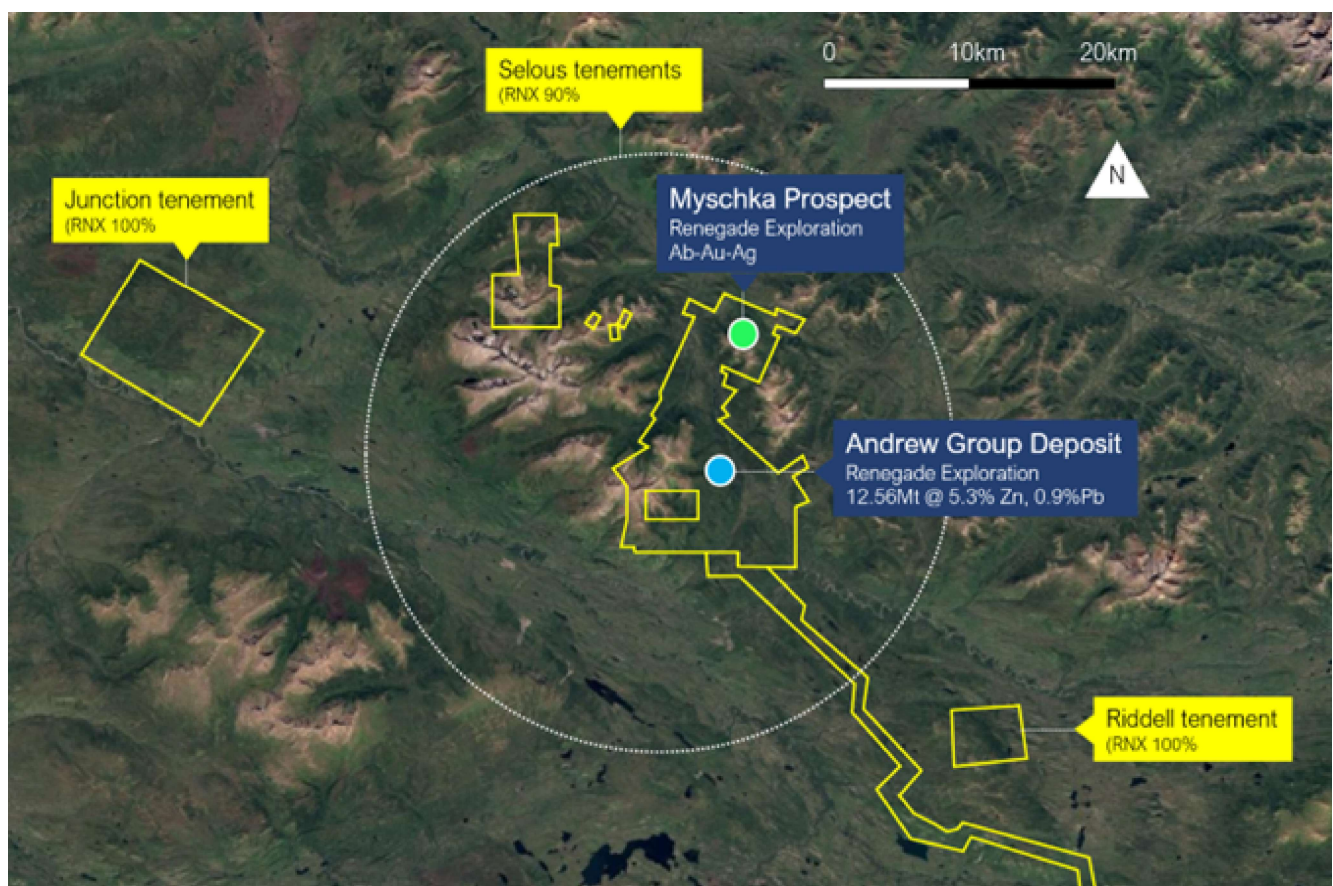 Selous tenements
(RNX 90%
0 10km 20km
N
Junction tenement
(RNX 100%
Myschka Prospect
Renegade Exploration
Ab-Au-Ag
Andrew Group Deposit
Renegade Exploration
12.56Mt @ 5.3% Zn, 0.9%Pb
Riddell tenement
(RNX 100%